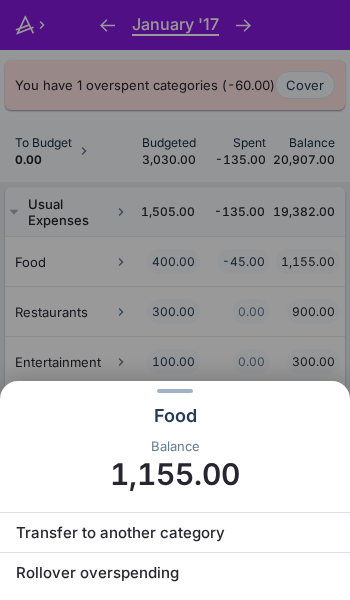 January '17
You have 1 overspent categories (-60.00)
Cover
To Budget Budgeted Spent Balance
0.00 3,030.00 -135.00 20,907.00
Usual Expenses 1,505.00 -135.00 19,382.00
Food 400.00 -45.00 1,155.00
Restaurants 300.00 0.00 900.00
Entertainment 100.00 0.00 300.00
Food
Balance
1,155.00
Transfer to another category
Rollover overspending